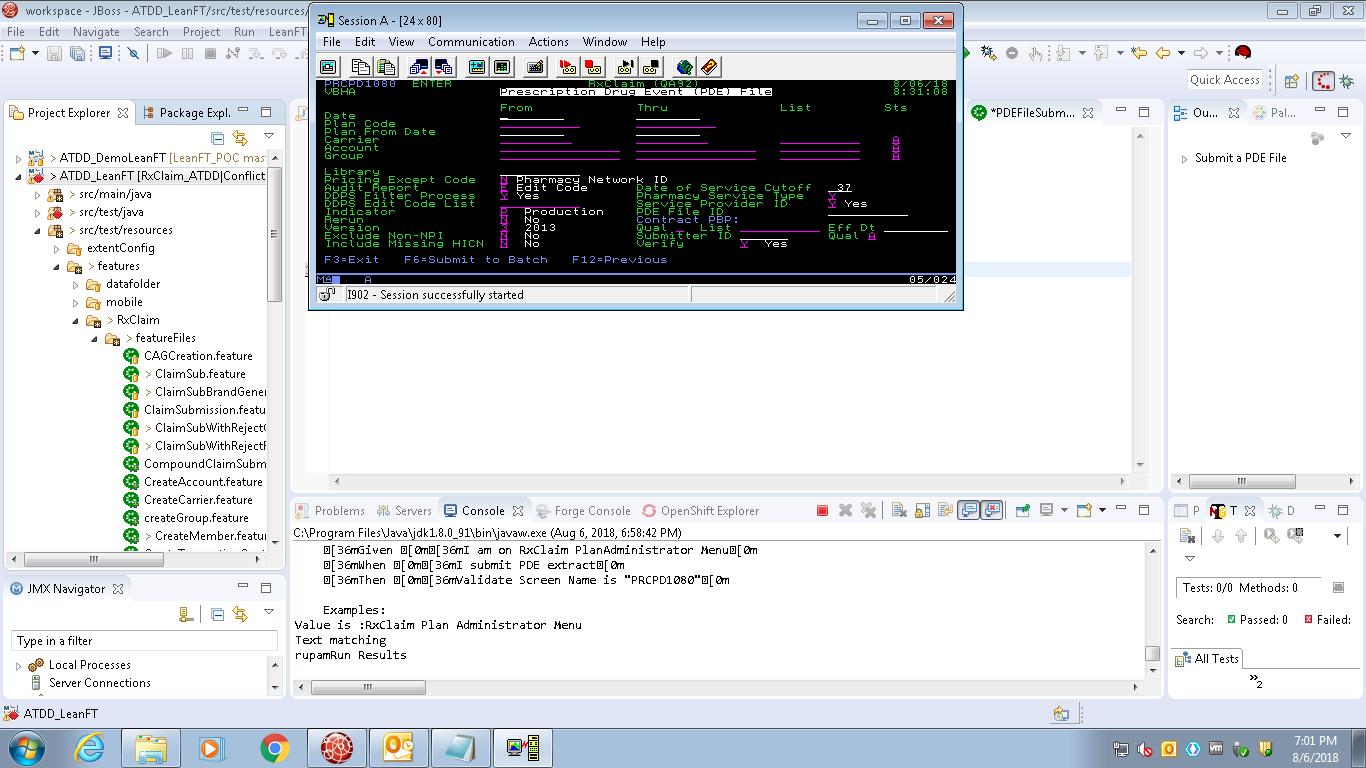 workspace - JBoss - ATDD_LeanFT/src/test/resources/
File Edit Navigate Search Project Run LeanFT
Quick Access
Project Explorer
Package Expl.
> ATDD_DemoLeanFT [LeanFT_POC mas
> ATDD_LeanFT [RxClaim_ATDD|Conflict
> src/main/java
> src/test/java
> src/test/resources
extentConfig
> features
datafolder
mobile
> RxClaim
> featureFiles
CAGCreation.feature
> ClaimSub.feature
> ClaimSubBrandGene
ClaimSubmission.featu
> ClaimSubWithReject
> ClaimSubWithReject
CompoundClaimSubm
CreateAccount.feature
CreateCarrier.feature
createGroup.feature
> CreateMember.featu
JMX Navigator
Type in a filter
Local Processes
Server Connections
Session A - [24 x 80]
File Edit View Communication Actions Window Help
PRCPD1080 ENTER RxClaim (QA92) 8/06/18
VBHA Prescription Drug Event (PDE) File 8:31:08
From Thru List Sts
Date
Plan Code
Plan From Date
Carrier A
Account A
Group A
Library
Pricing Except Code N Pharmacy Network ID
Audit Report E Edit Code Date of Service Cutoff 37
DDPS Filter Process Y Yes Pharmacy Service Type Y
DDPS Edit Code List Service Provider ID Y Yes
Indicator P Production PDE File ID
Rerun N No Contract PBP:
Version X 2013 Qual List Eff Dt
Exclude Non-NPI N No Submitter ID Qual A
Include Missing HICN N No Verify Y Yes
F3=Exit F6=Submit to Batch F12=Previous
MA A 05/024
I902 - Session successfully started
*PDEFileSubm...
Ou...
Pal...
Submit a PDE File
Problems Servers Console Forge Console OpenShift Explorer
C:\Program Files\Java\jdk1.8.0_91\bin\javaw.exe (Aug 6, 2018, 6:58:42 PM)
[36mGiven [0m[36mI am on RxClaim PlanAdministrator Menu[0m
[36mWhen [0m[36mI submit PDE extract[0m
[36mThen [0m[36mValidate Screen Name is "PRCPD1080"[0m
Examples:
Value is :RxClaim Plan Administrator Menu
Text matching
rupamRun Results
P T D
Tests: 0/0 Methods: 0
Search: Passed: 0 Failed:
All Tests
»2
ATDD_LeanFT
7:01 PM
8/6/2018